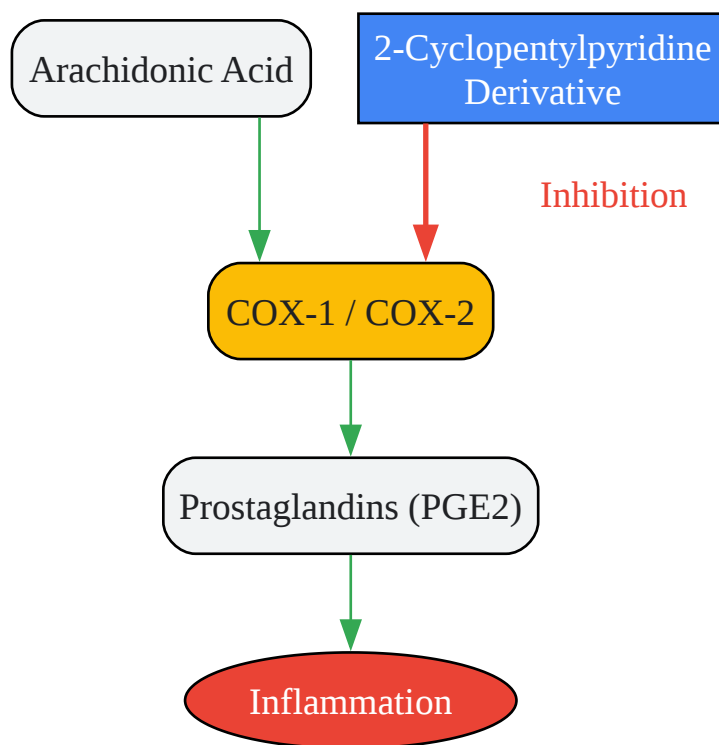 Arachidonic Acid
2-Cyclopentylpyridine
Derivative
Inhibition
COX-1 / COX-2
Prostaglandins (PGE2)
Inflammation